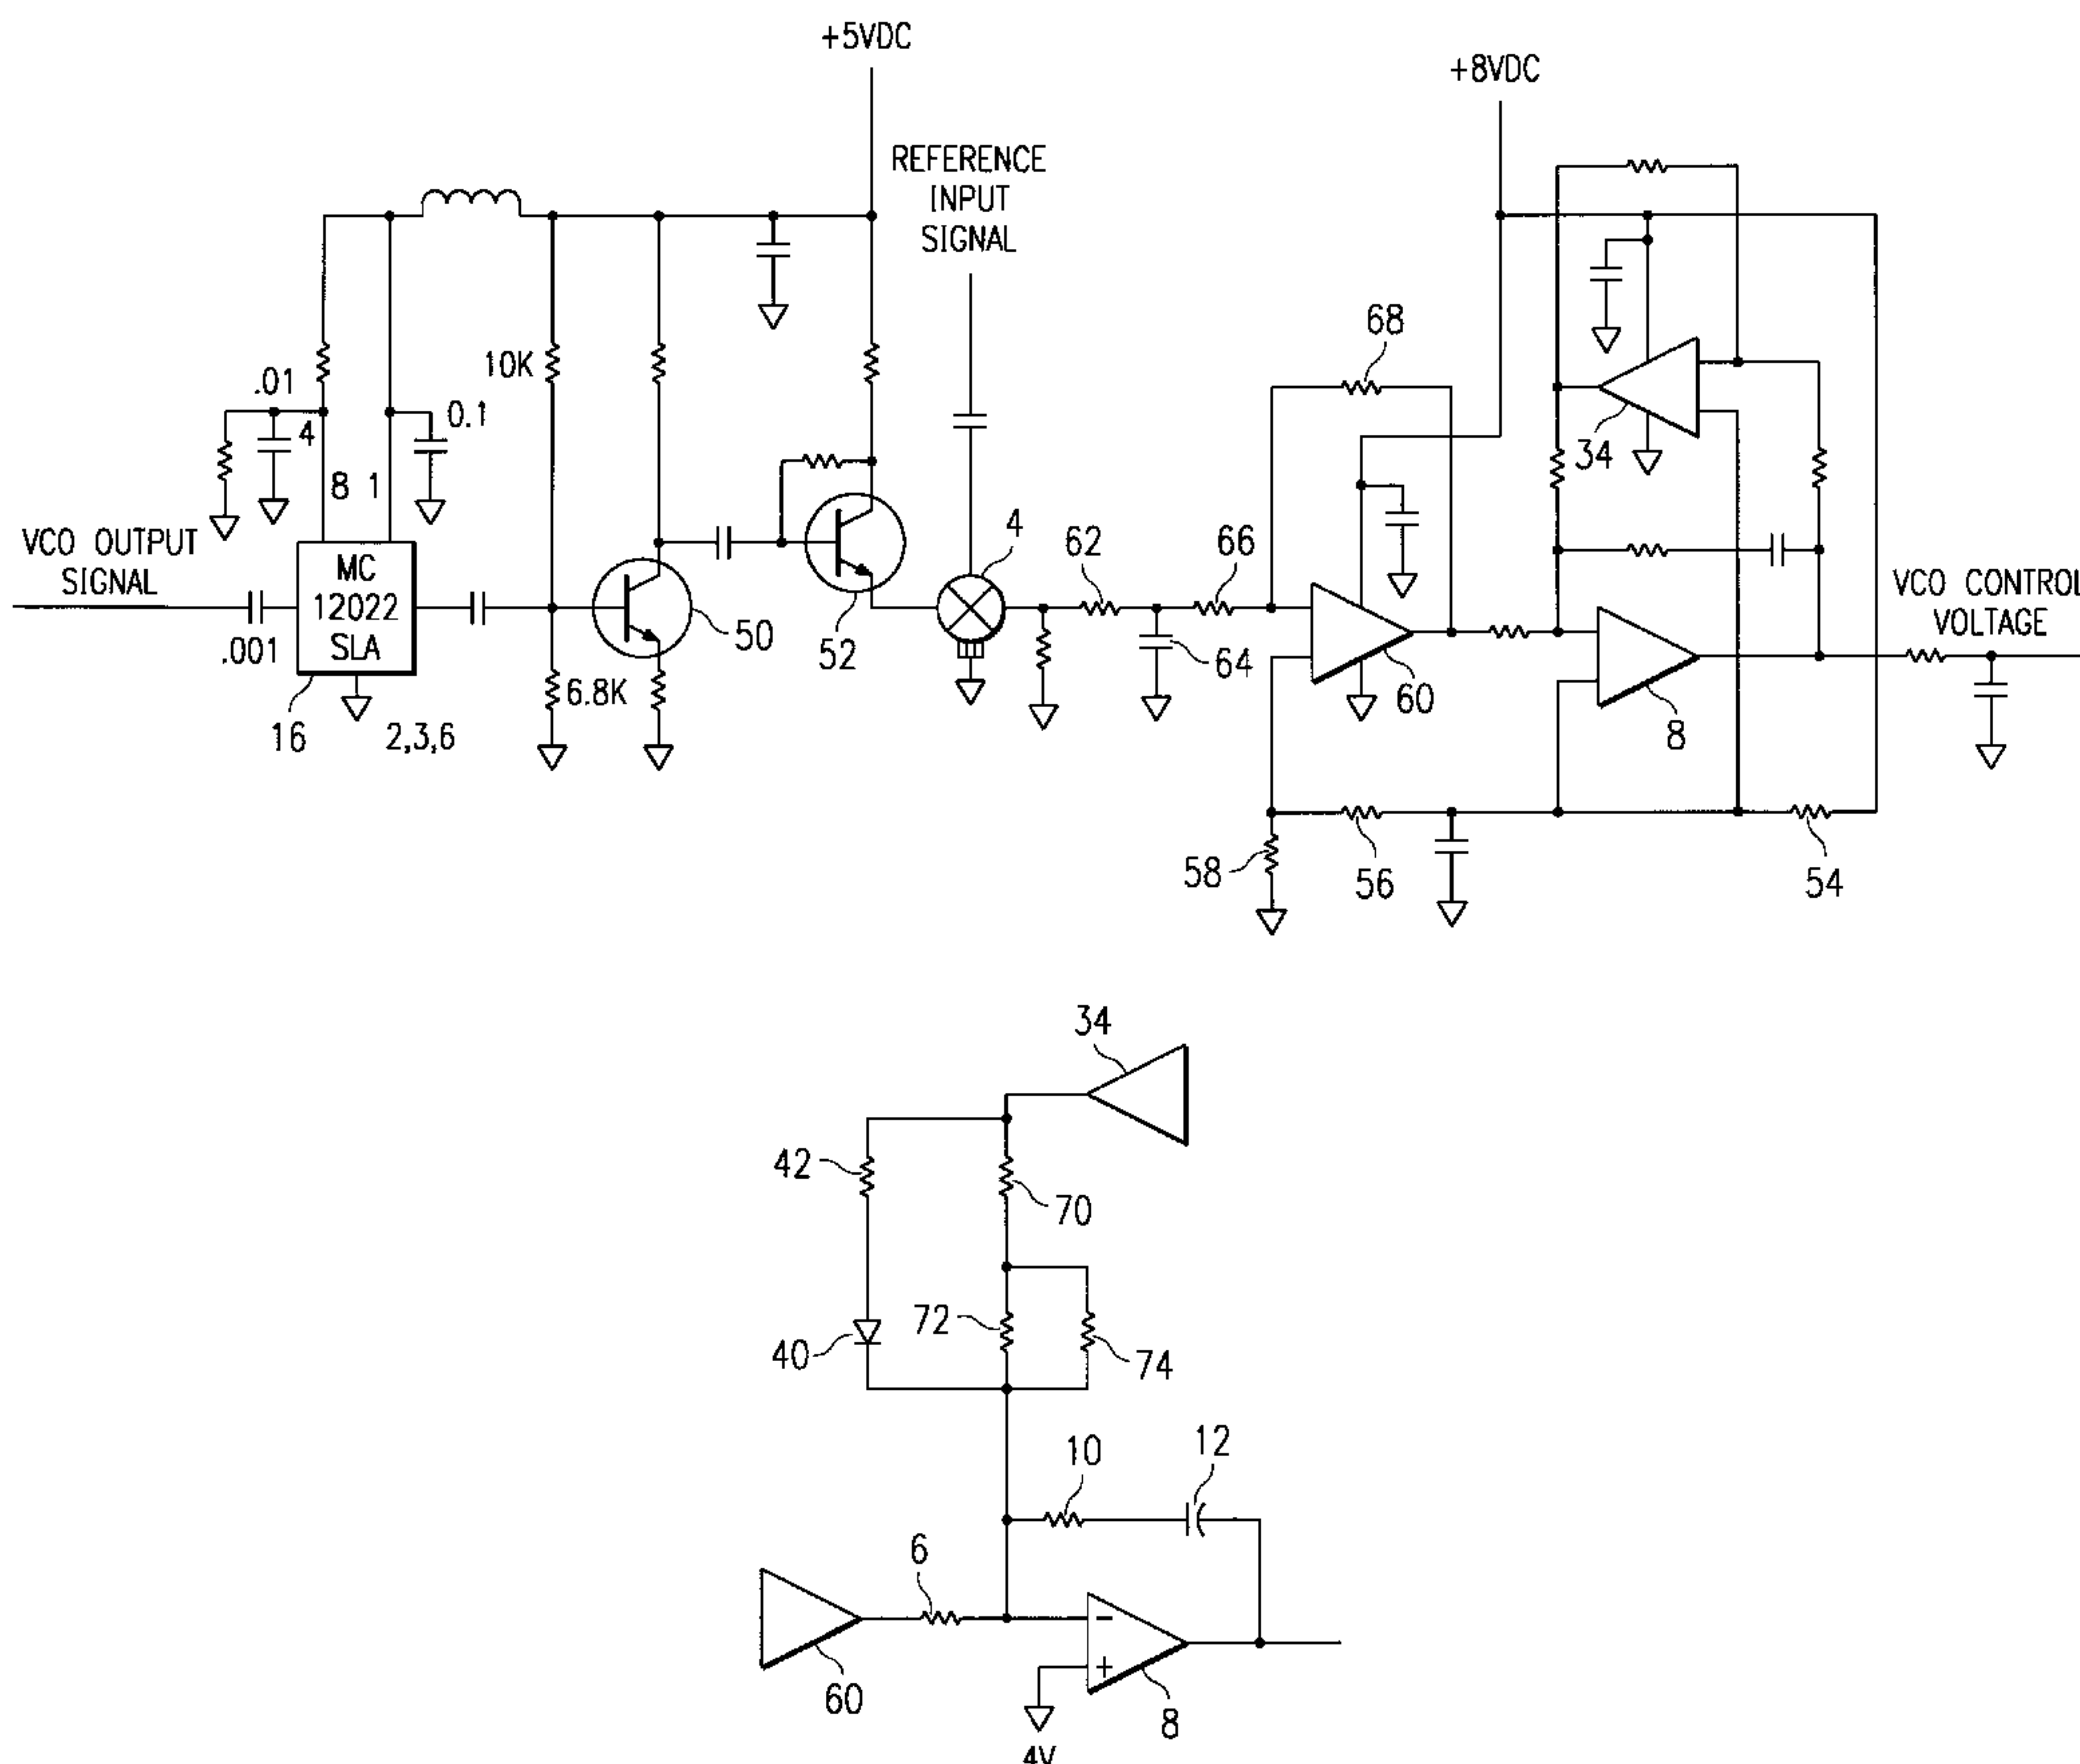 +5VDC
+8VDC
REFERENCE
INPUT
SIGNAL
68
10K
.01
0.1
4
34
8 1
VCO OUTPUT
SIGNAL
MC
12022
SLA
.001
16
2,3,6
6.8K
50
52
4
62
66
64
60
8
VCO CONTROL
VOLTAGE
58
56
54
34
42
70
72
74
40
10
12
6
60
8
4V